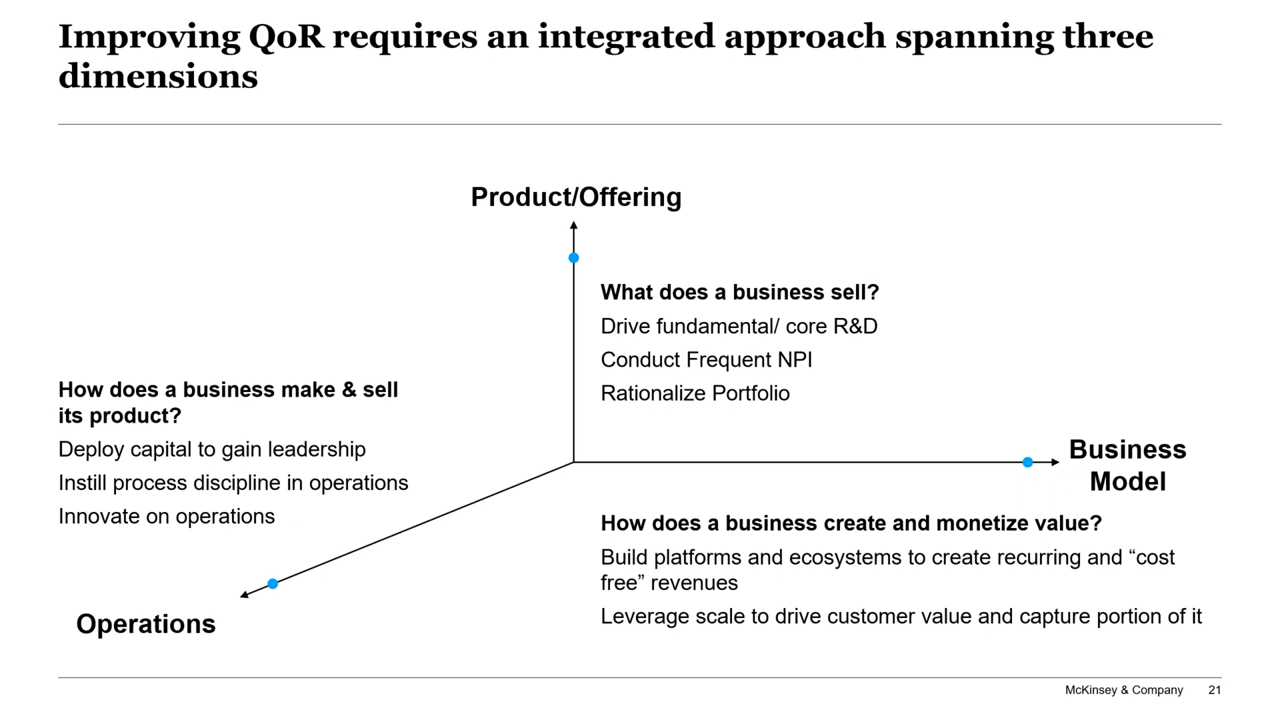 Improving QoR requires an integrated approach spanning three
dimensions
Product/Offering
What does a business sell?
Drive fundamental/ core R&D
Conduct Frequent NPI
Rationalize Portfolio
How does a business make & sell
its product?
Deploy capital to gain leadership
Instill process discipline in operations
Innovate on operations
Operations
Business
Model
How does a business create and monetize value?
Build platforms and ecosystems to create recurring and “cost
free” revenues
Leverage scale to drive customer value and capture portion of it
McKinsey & Company 21